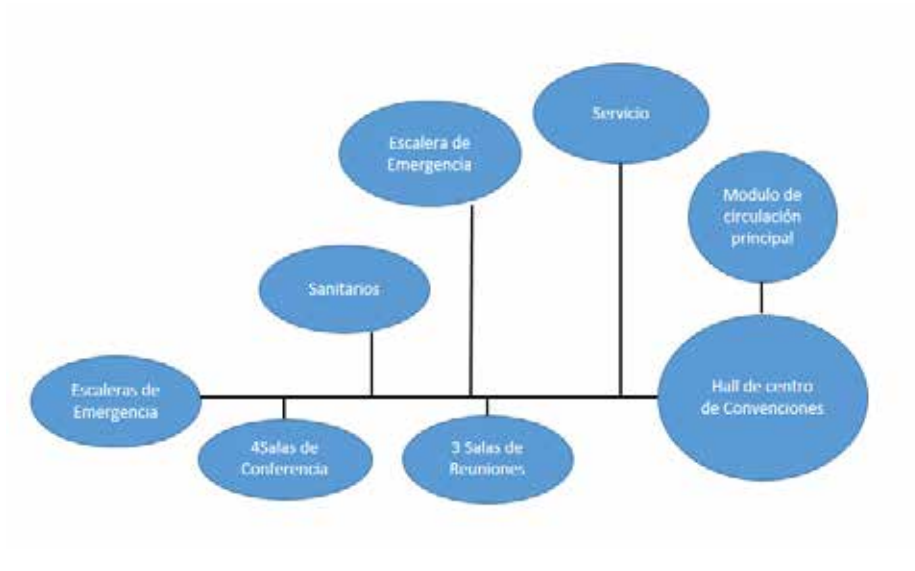 Servicio
Escalera de
Emergencia
Modulo de
circulación
principal
Sanitarios
Escaleras de
Emergencia
Hall de centro
de Convenciones
4Salas de
Conferencia
3 Salas de
Reuniones